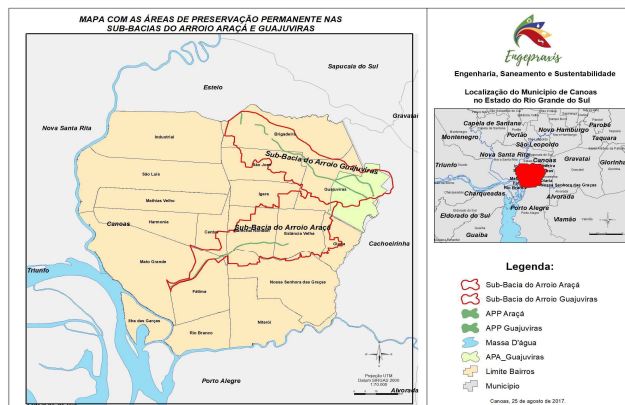 MAPA COM AS ÁREAS DE PRESERVAÇÃO PERMANENTE NAS
SUB-BACIAS DO ARROIO ARAÇÁ E GUAJUVIRAS
Sapucaia do Sul
Esteio
Gravataí
Nova Santa Rita
Industrial
Brigadeira
Sub-Bacia do Arroio Guajuviras
São José
São Luis
Guajuviras
Igara
Mathias Velho
Harmonia
Canoas
Sub-Bacia do Arroio Araçá
Centro
Estância Velha
Olaria
Cachoeirinha
Mato Grande
Triunfo
Nossa Senhora das Graças
Fátima
Ilha das Garças
Rio Branco
Niterói
Porto Alegre
Alvorada
Projeção UTM
Datum SIRGAS 2000
1:70.000
Engepraxis
Engenharia, Saneamento e Sustentabilidade
Localização do Município de Canoas
no Estado do Rio Grande do Sul
Capela de Santana
Portão
Parobé
Novo Hamburgo
Montenegro
Taquara
São Leopoldo
Nova Santa Rita
Canoas
Triunfo
Gravataí
Glorinha
Nossa Senhora das Graças
Charqueadas
Alvorada
Porto Alegre
Eldorado do Sul
Viamão
Guaíba
Legenda:
Sub-Bacia do Arroio Araçá
Sub-Bacia do Arroio Guajuviras
APP Araçá
APP Guajuviras
Massa D'água
APA_Guajuviras
Limite Bairros
Município
Canoas, 25 de agosto de 2017.